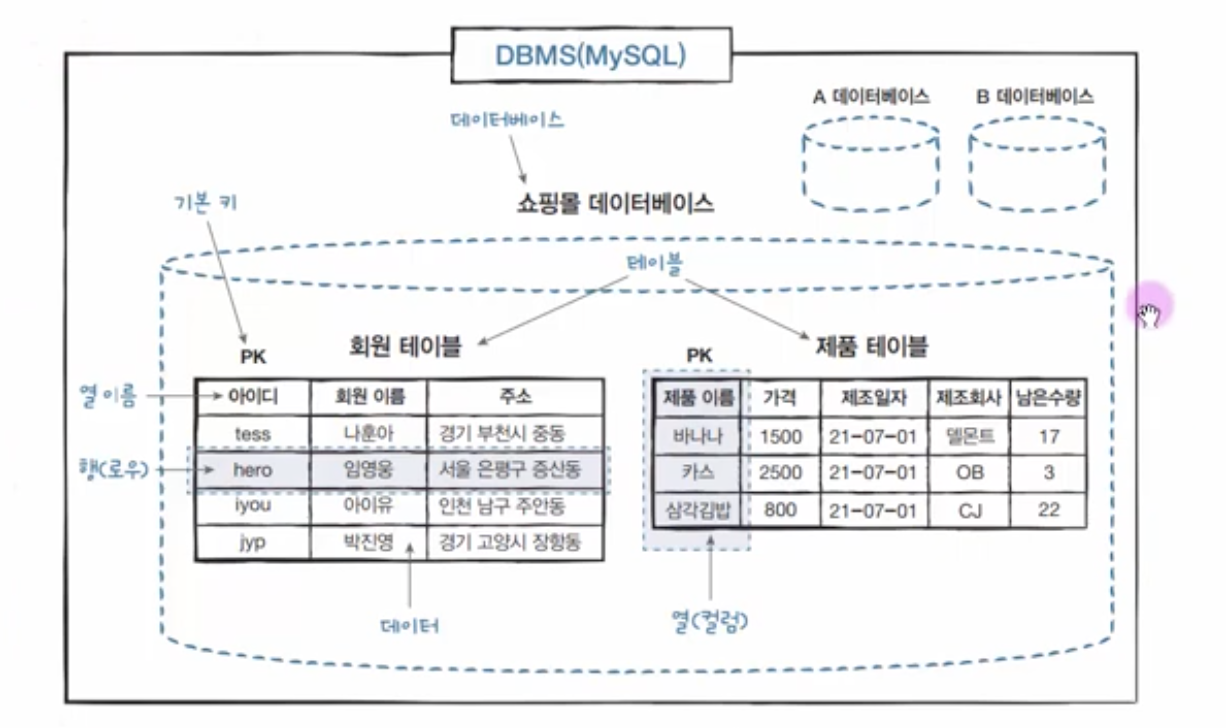 DBMS(MySQL)
A 데이터베이스 B 데이터베이스
데이터베이스
쇼핑몰 데이터베이스
기본 키
테이블
PK 회원 테이블
열 이름
아이디 회원 이름 주소
tess 나훈아 경기 부천시 중동
행(로우)
hero 임영웅 서울 은평구 증산동
iyou 아이유 인천 남구 주안동
jyp 박진영 경기 고양시 장항동
데이터
PK 제품 테이블
제품 이름 가격 제조일자 제조회사 남은수량
바나나 1500 21-07-01 델몬트 17
카스 2500 21-07-01 OB 3
삼각김밥 800 21-07-01 CJ 22
열(컬럼)